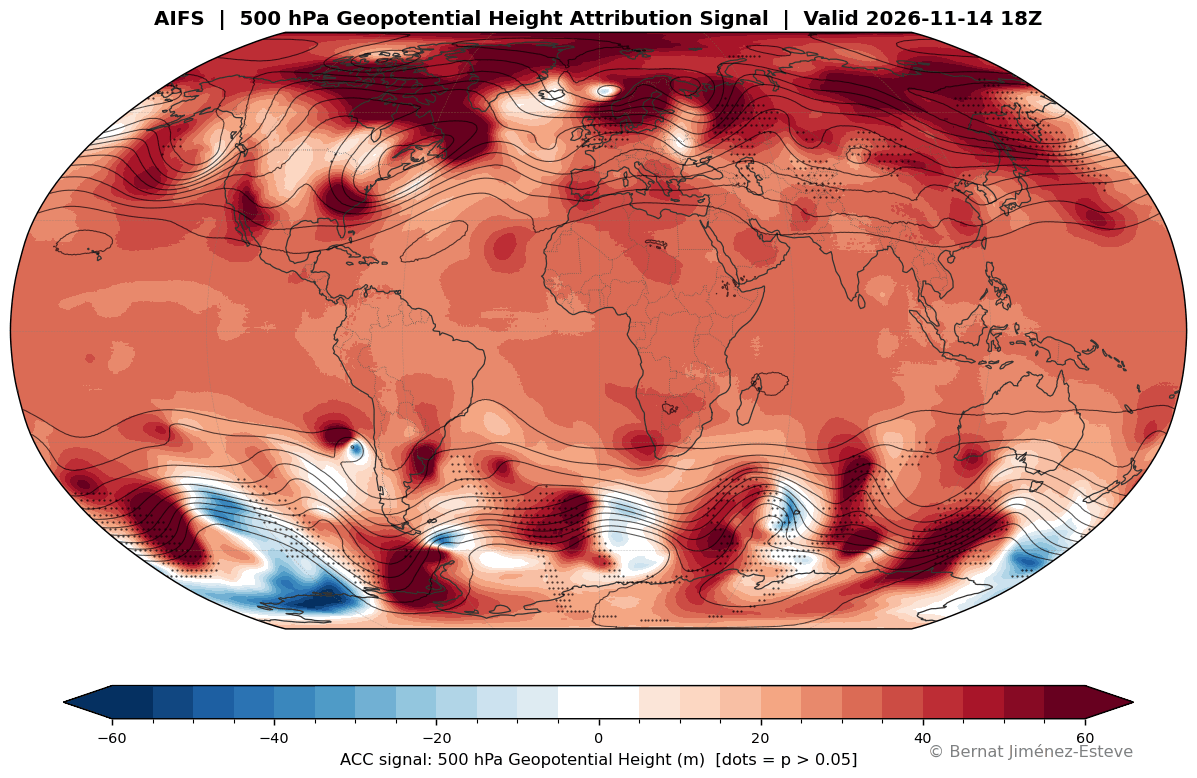 AIFS | 500 hPa Geopotential Height Attribution Signal | Valid 2026-11-14 18Z
−60 −40 −20 0 20 40 60
ACC signal: 500 hPa Geopotential Height (m) [dots = p > 0.05]
© Bernat Jiménez-Esteve